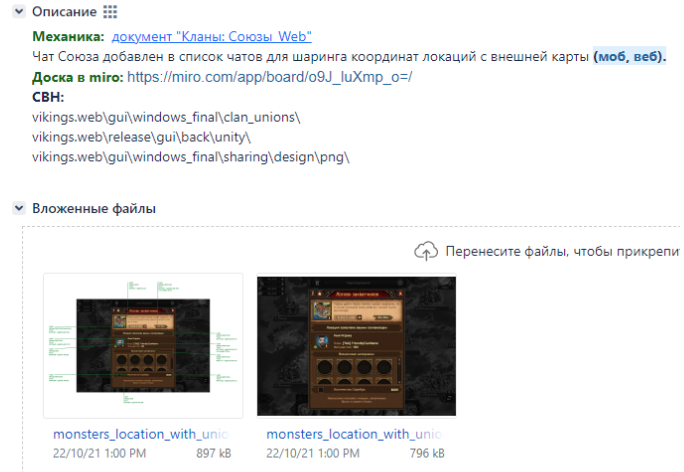 Описание
Механика: документ "Кланы: Союзы_Web"
Чат Союза добавлен в список чатов для шаринга координат локаций с внешней карты (моб, веб).
Доска в miro: https://miro.com/app/board/o9J_luXmp_o=/
СВН:
vikings.web\gui\windows_final\clan_unions\
vikings.web\release\gui\back\unity\
vikings.web\gui\windows_final\sharing\design\png\
Вложенные файлы
Перенесите файлы, чтобы прикрепи
monsters_location_with_unio
monsters_location_with_unio
22/10/21 1:00 PM 897 kB
22/10/21 1:00 PM 796 kB